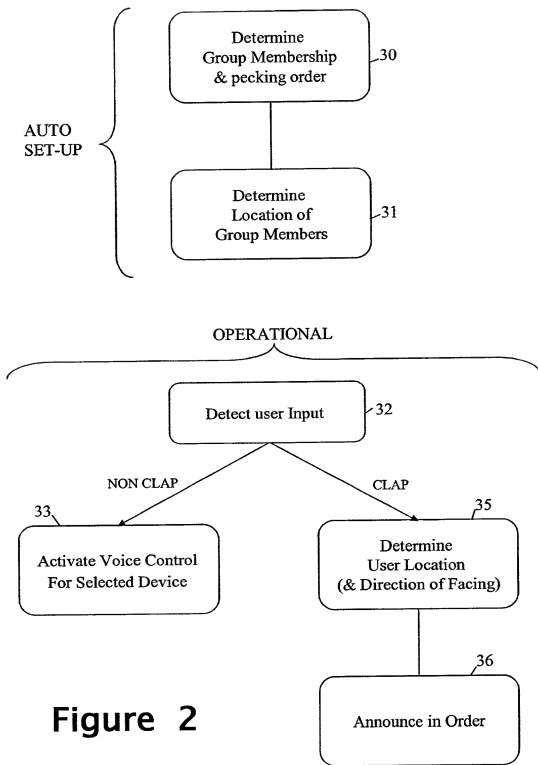 Determine
Group Membership
& pecking order
30
AUTO
SET-UP
Determine
Location of
Group Members
31
OPERATIONAL
Detect user Input
32
NON CLAP
CLAP
33
Activate Voice Control
For Selected Device
35
Determine
User Location
(& Direction of Facing)
36
Announce in Order
Figure 2